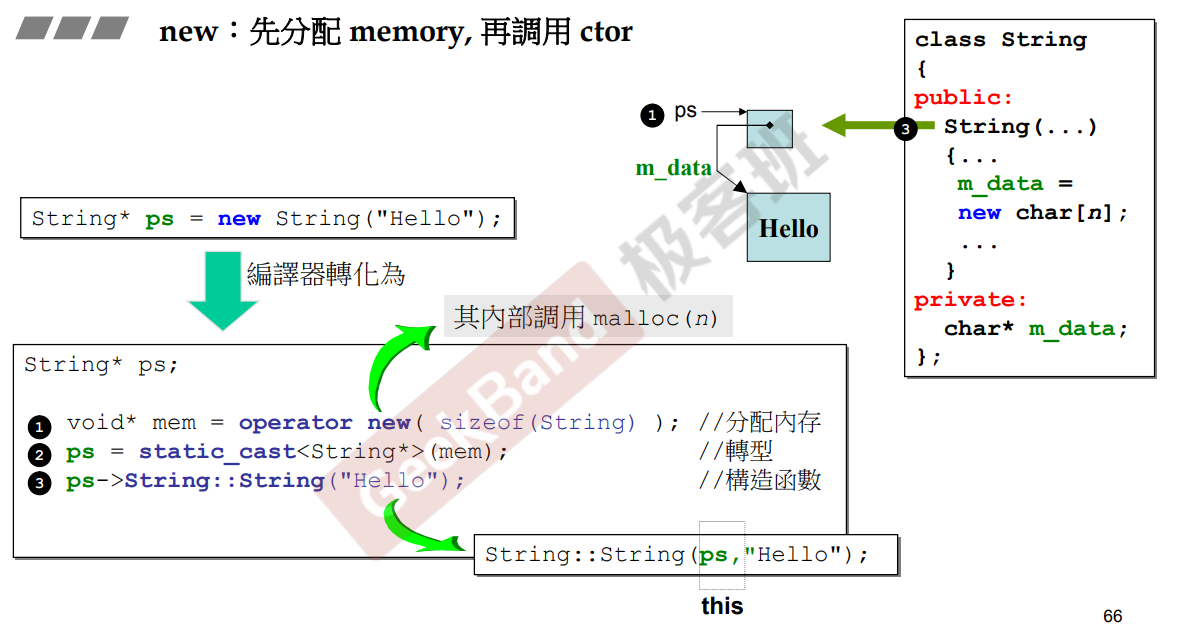 new：先分配 memory, 再調用 ctor
class String
{
public:
String(...)
{...
m_data =
new char[n];
...
}
private:
char* m_data;
};
1 ps
3
m_data
Hello
String* ps = new String("Hello");
編譯器轉化為
其內部調用 malloc(n)
String* ps;
1 void* mem = operator new( sizeof(String) ); //分配內存
2 ps = static_cast<String*>(mem); //轉型
3 ps->String::String("Hello"); //構造函數
String::String(ps,"Hello");
this
GeekBand 极客班
66